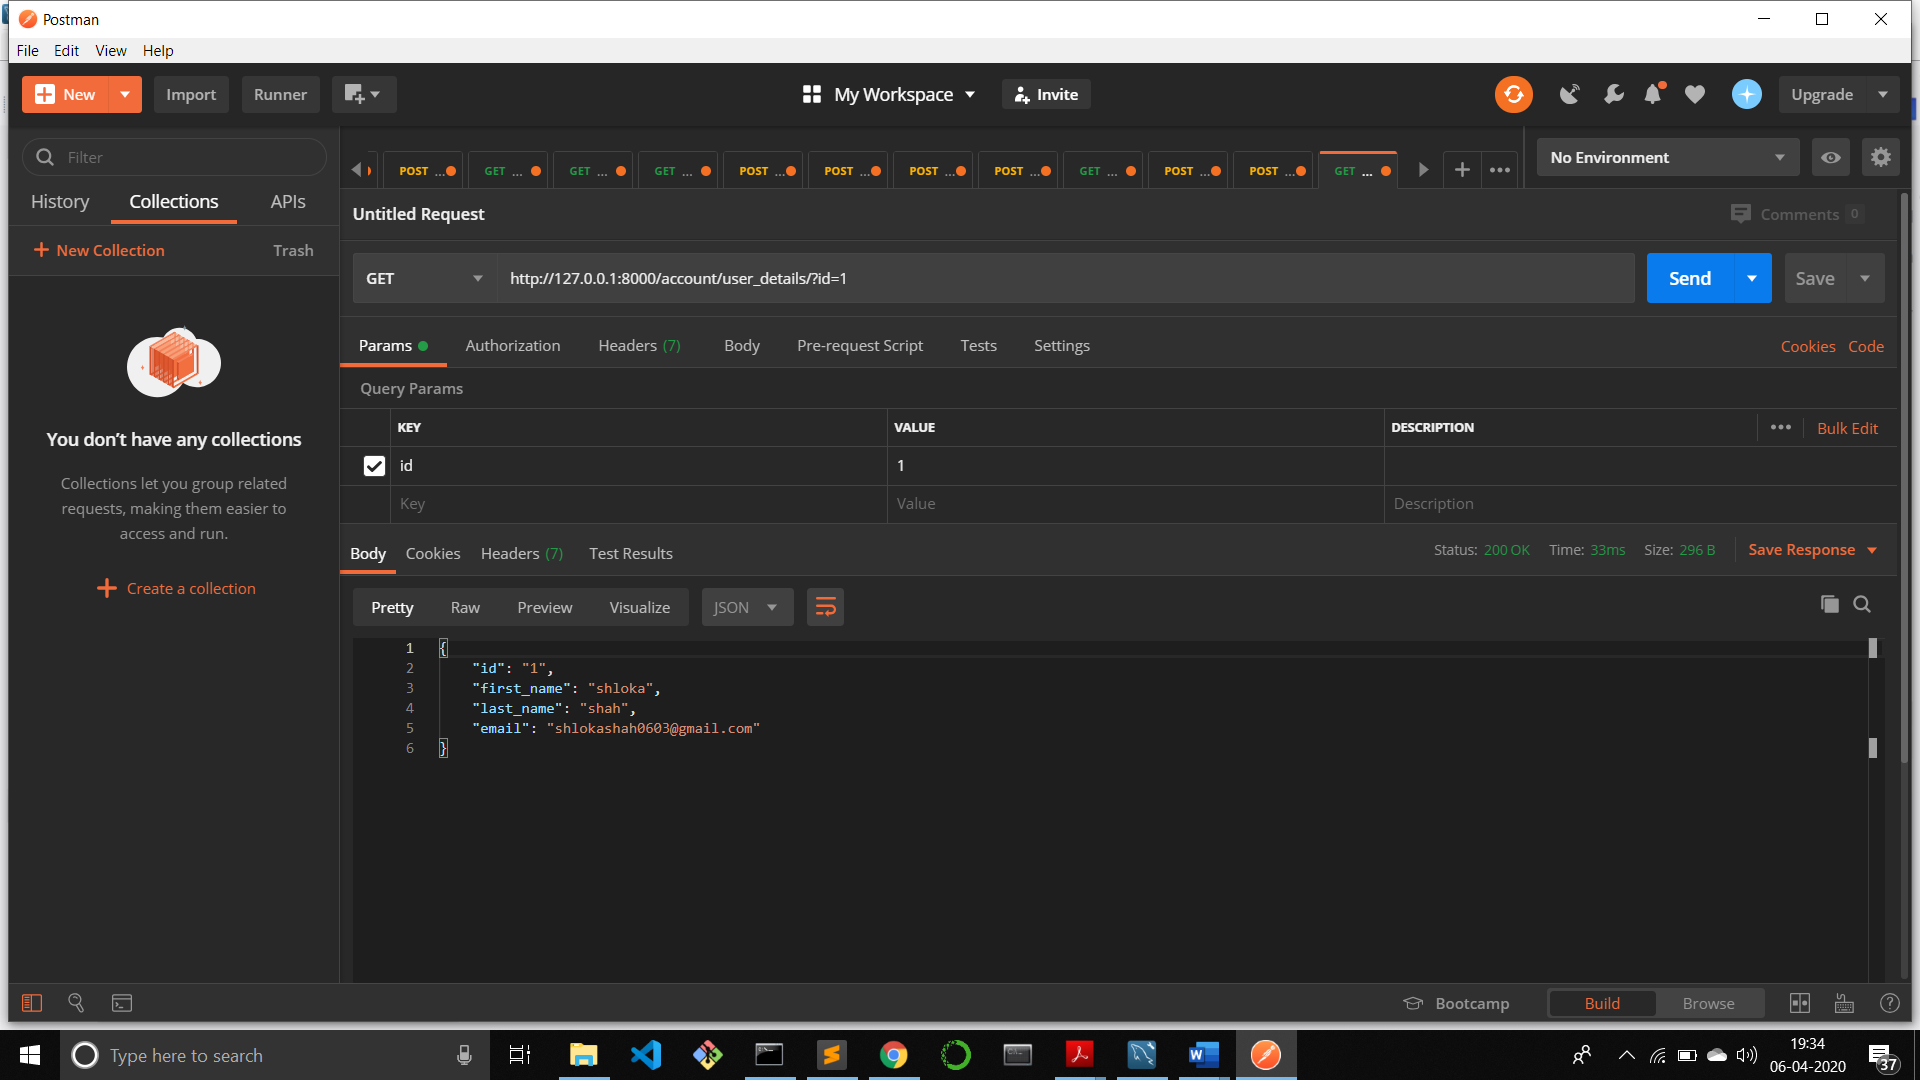 Postman
File Edit View Help
New Import Runner My Workspace Invite Upgrade
Filter
History Collections APIs
New Collection Trash
You don’t have any collections
Collections let you group related
requests, making them easier to
access and run.
Create a collection
POST ... GET ... GET ... GET ... POST ... POST ... POST ... POST ... GET ... POST ... POST ... GET ...
No Environment
Untitled Request Comments 0
GET http://127.0.0.1:8000/account/user_details/?id=1 Send Save
Params Authorization Headers (7) Body Pre-request Script Tests Settings Cookies Code
Query Params
KEY VALUE DESCRIPTION Bulk Edit
id 1
Key Value Description
Body Cookies Headers (7) Test Results Status: 200 OK Time: 33ms Size: 296 B Save Response
Pretty Raw Preview Visualize JSON
1 {
2 "id": "1",
3 "first_name": "shloka",
4 "last_name": "shah",
5 "email": "shlokashah0603@gmail.com"
6 }
Bootcamp Build Browse
Type here to search
19:34
06-04-2020
37